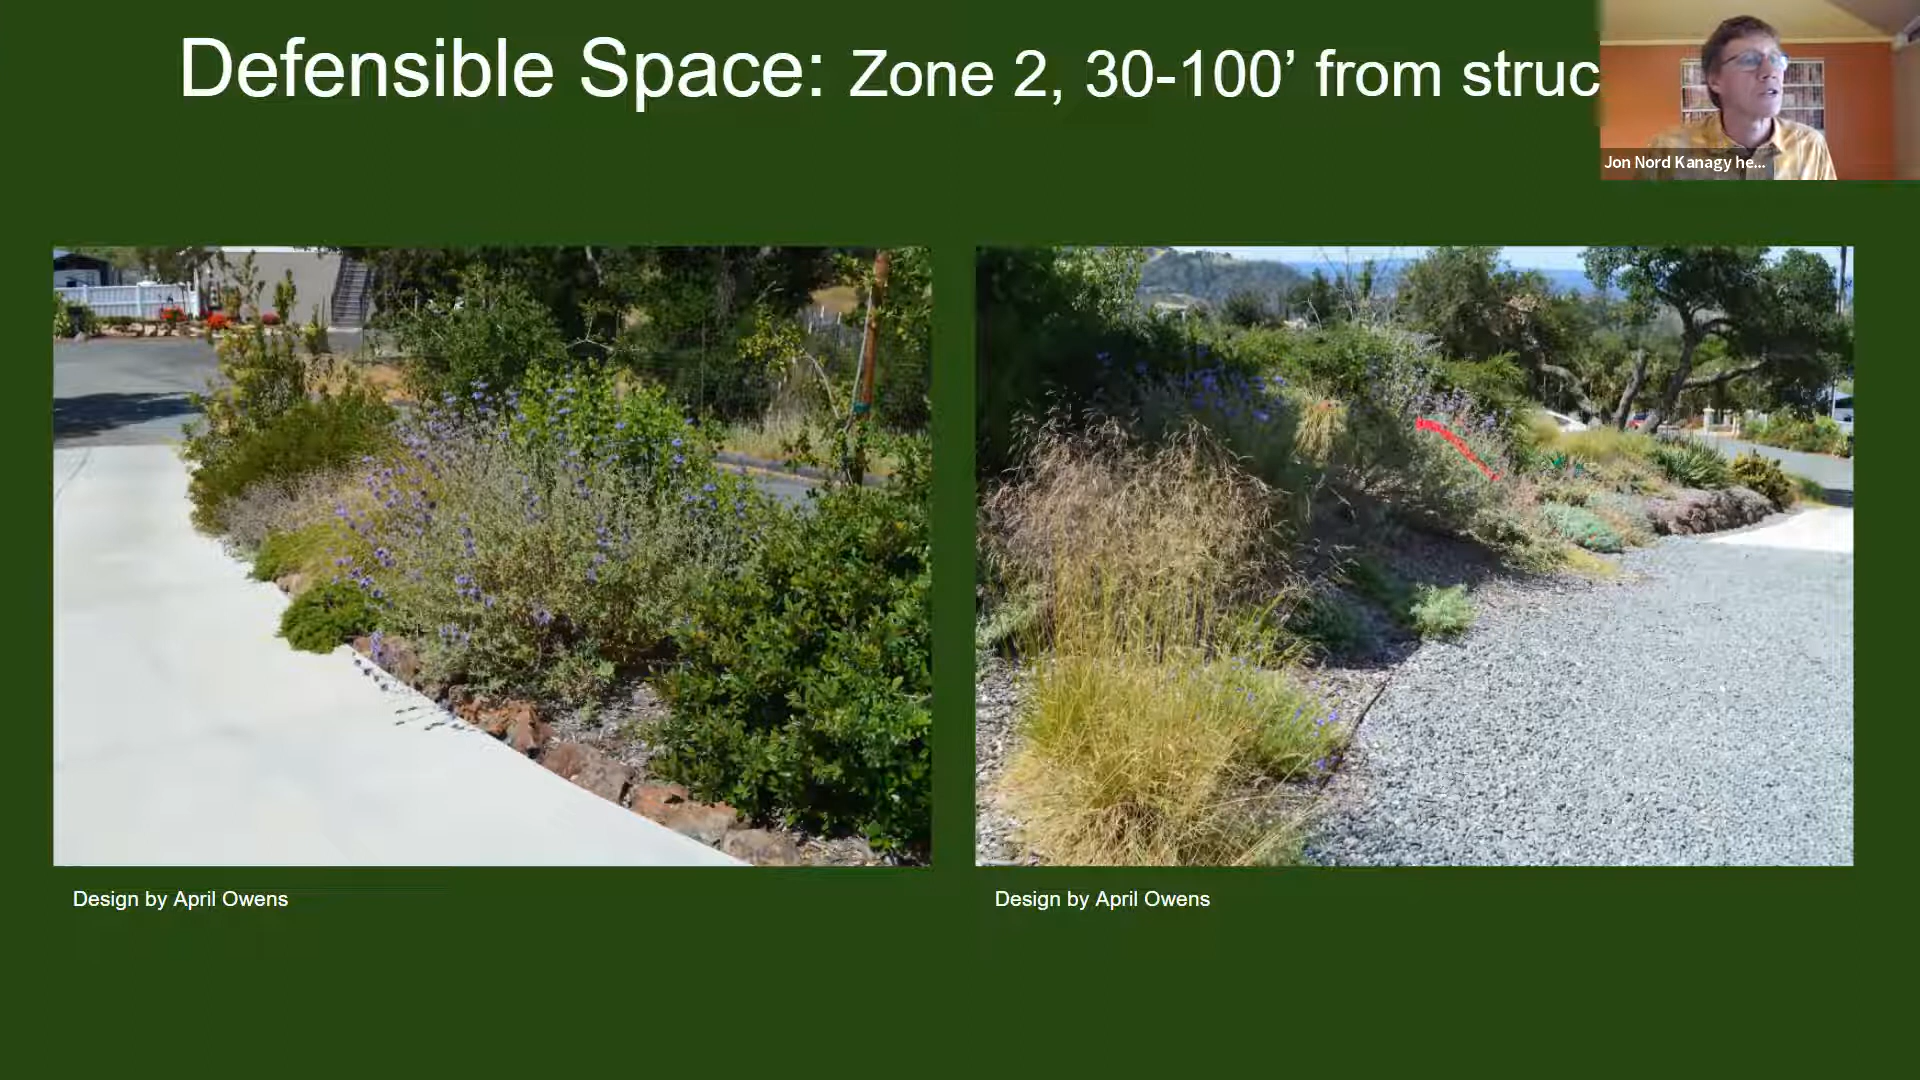 Defensible Space: Zone 2, 30-100’ from struc
Jon Nord Kanagy he...
Design by April Owens
Design by April Owens